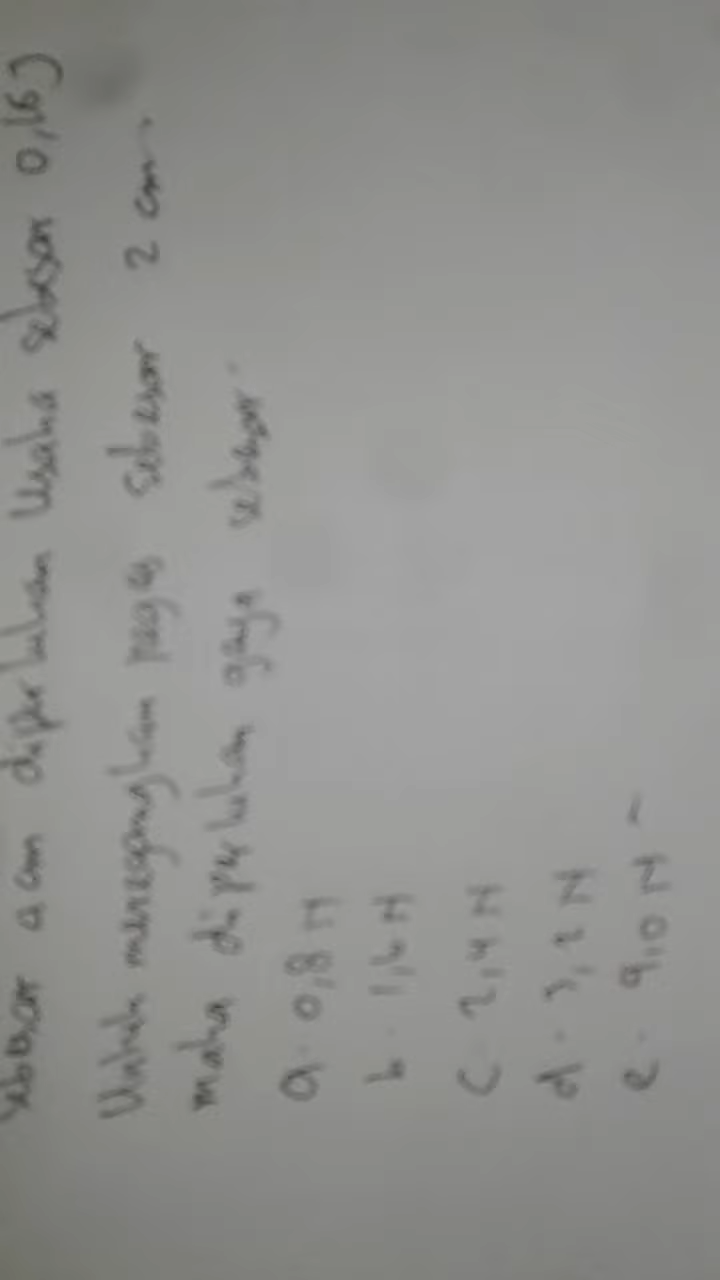 sebesar 4 cm diperlukan Usaha sebesar 0,16 J
Untuk meregangkan pegas sebesar 2 cm.
maka diperlukan gaya sebesar
a. 0,8 N
b. 1,6 N
c. 2,4 N
d. 3,2 N
e. 4,0 N